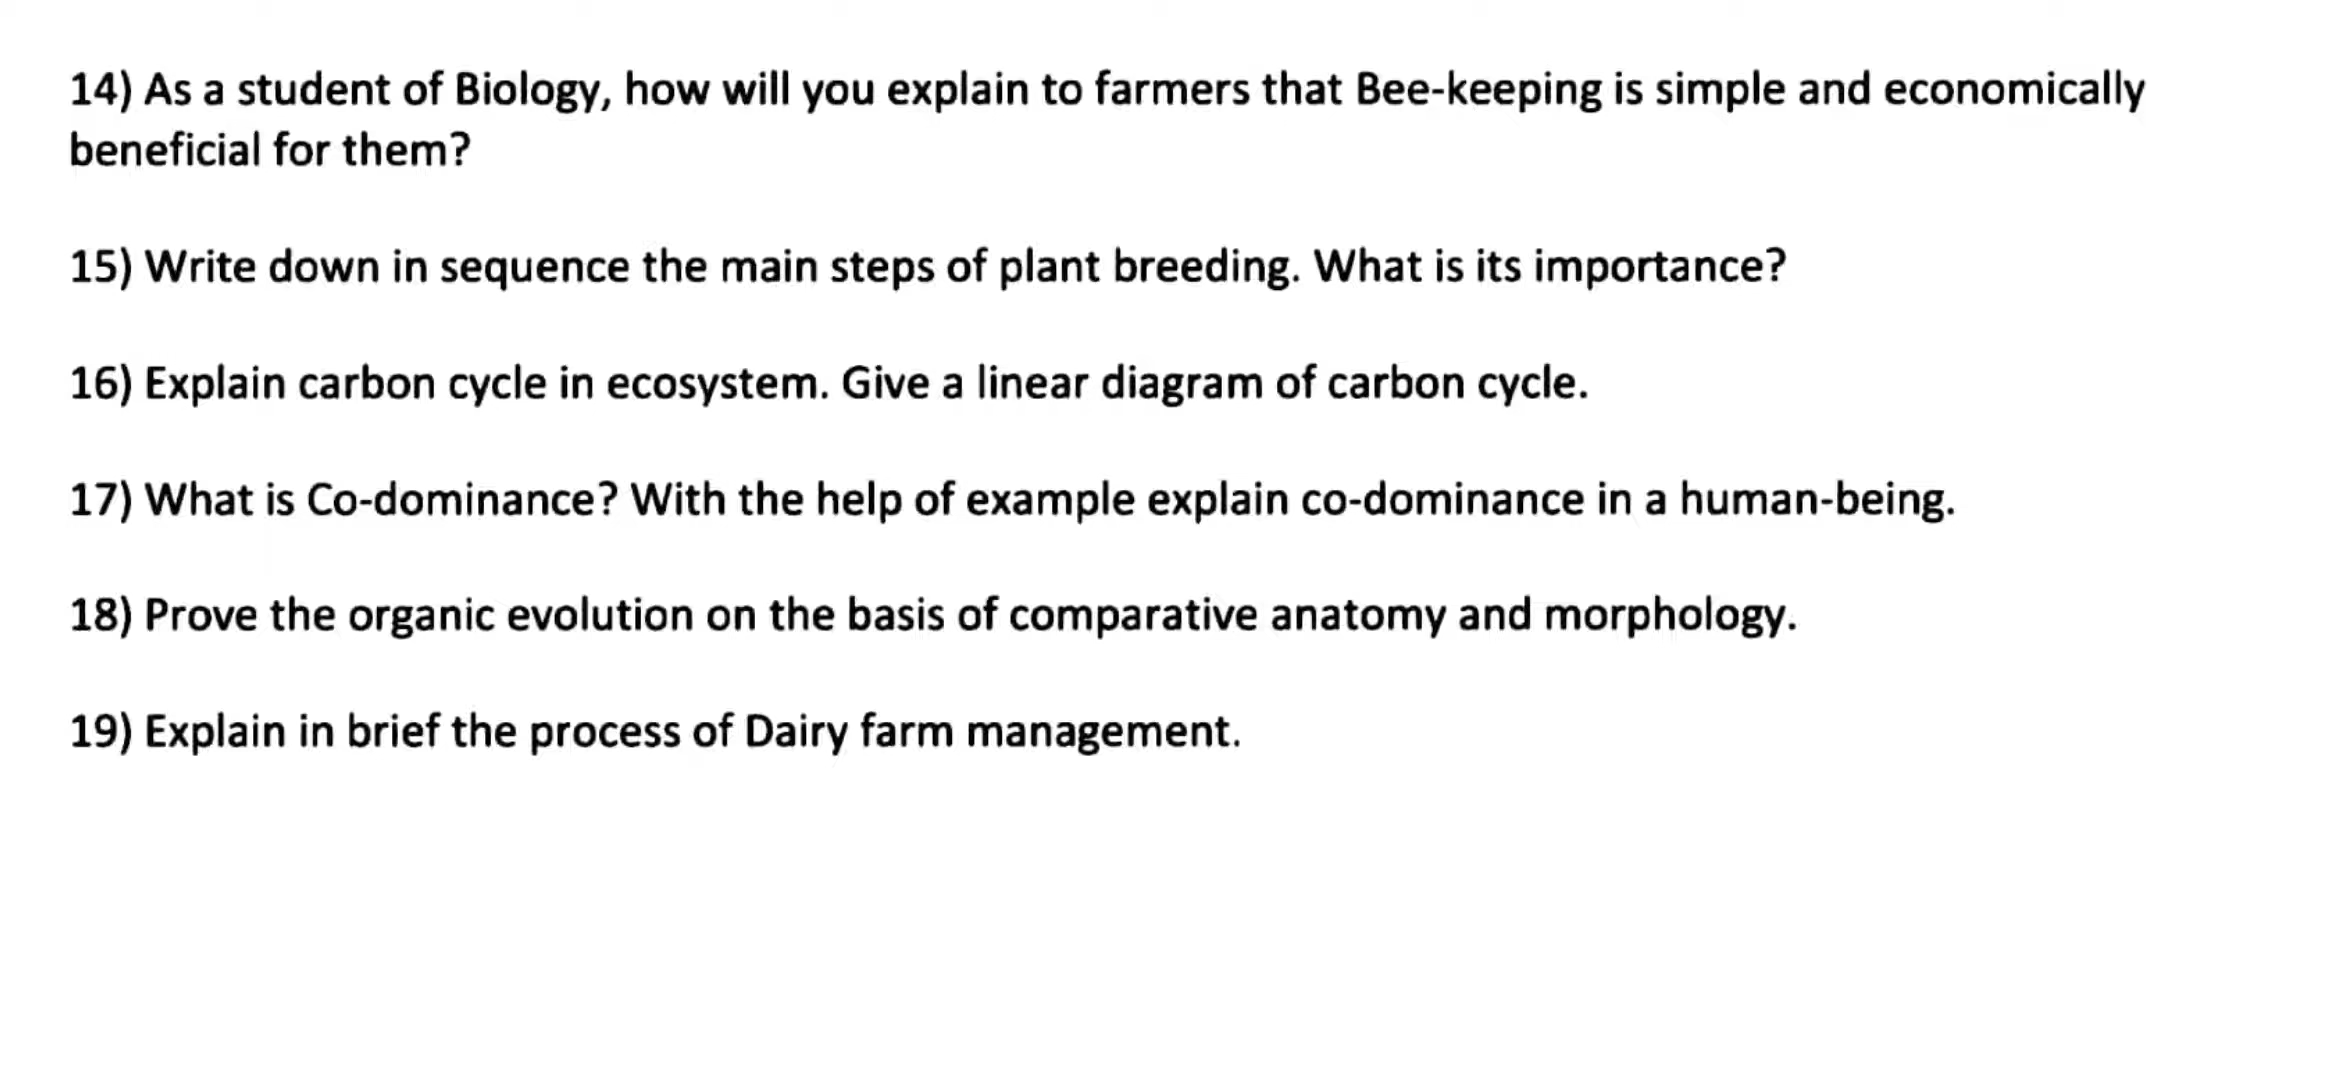 14) As a student of Biology, how will you explain to farmers that Bee-keeping is simple and economically
beneficial for them?
15) Write down in sequence the main steps of plant breeding. What is its importance?
16) Explain carbon cycle in ecosystem. Give a linear diagram of carbon cycle.
17) What is Co-dominance? With the help of example explain co-dominance in a human-being.
18) Prove the organic evolution on the basis of comparative anatomy and morphology.
19) Explain in brief the process of Dairy farm management.